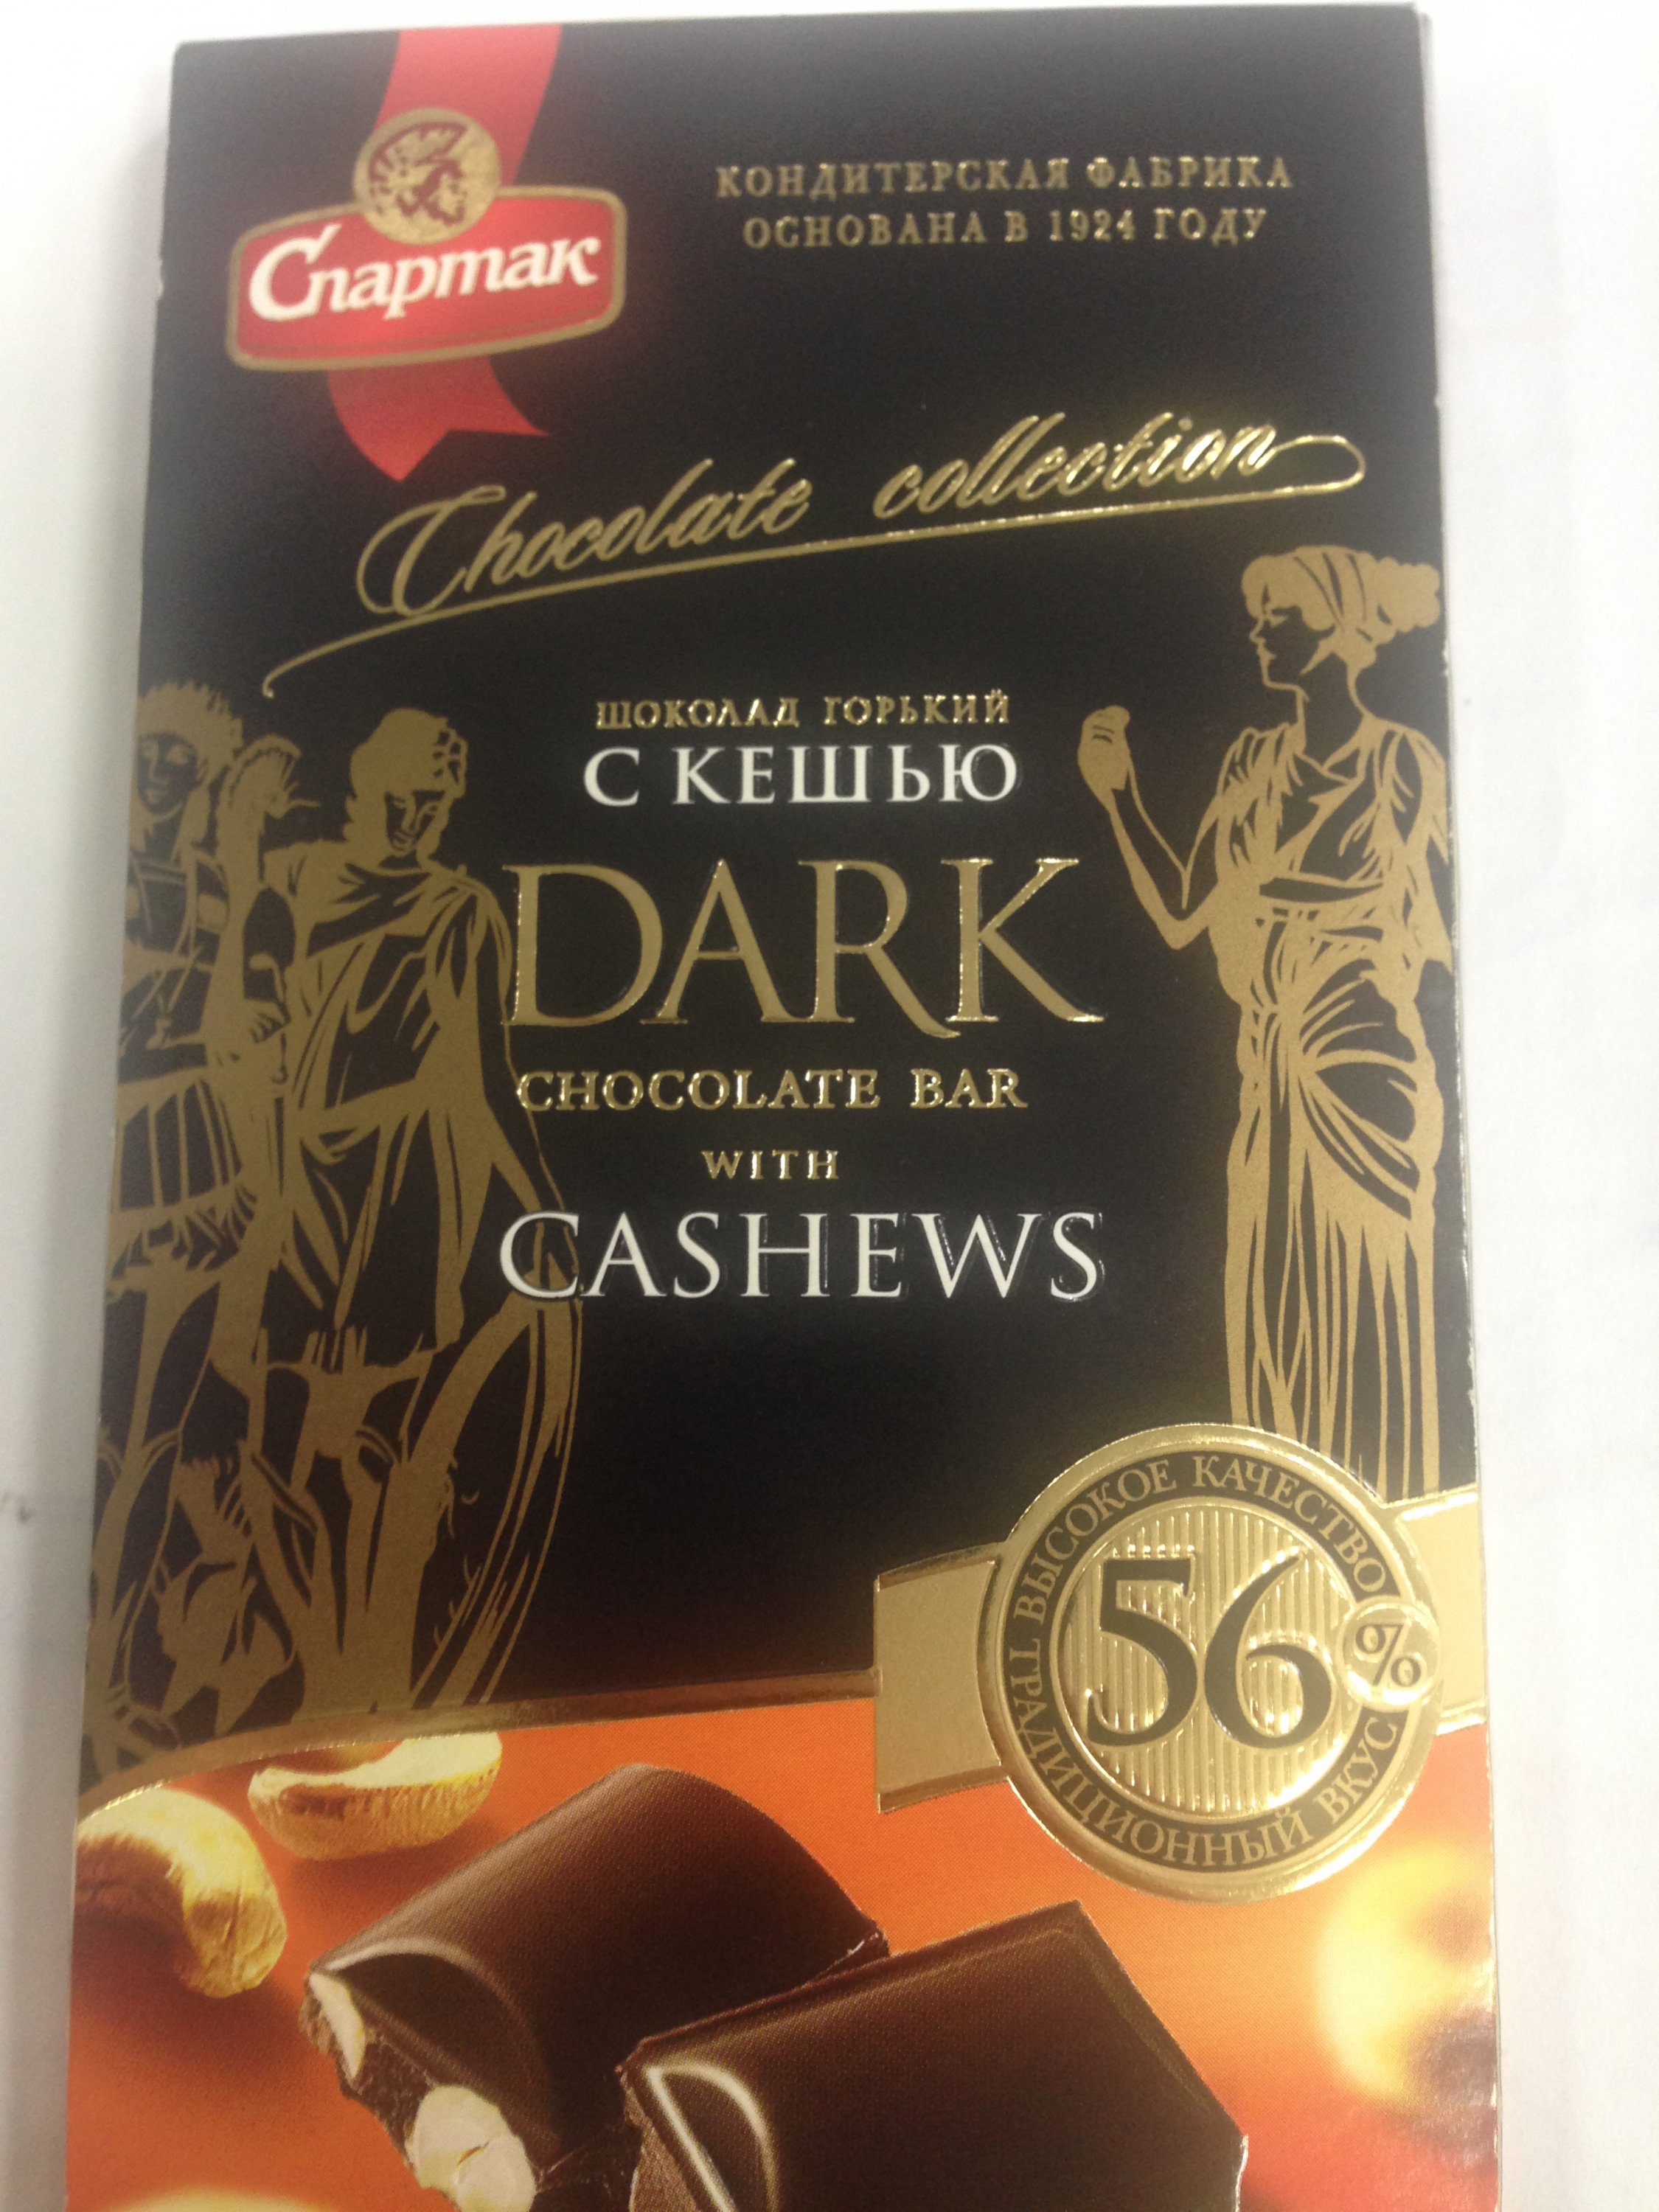 Спартак
КОНДИТЕРСКАЯ ФАБРИКА
ОСНОВАНА В 1924 ГОДУ
Chocolate collection
ШОКОЛАД ГОРЬКИЙ
С КЕШЬЮ
DARK
CHOCOLATE BAR
WITH
CASHEWS
ВЫСОКОЕ КАЧЕСТВО
56%
ТРАДИЦИОННЫЙ ВКУС